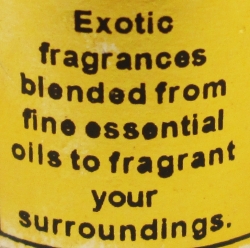 Exotic
fragrances
blended from
fine essential
oils to fragrant
your
surroundings.